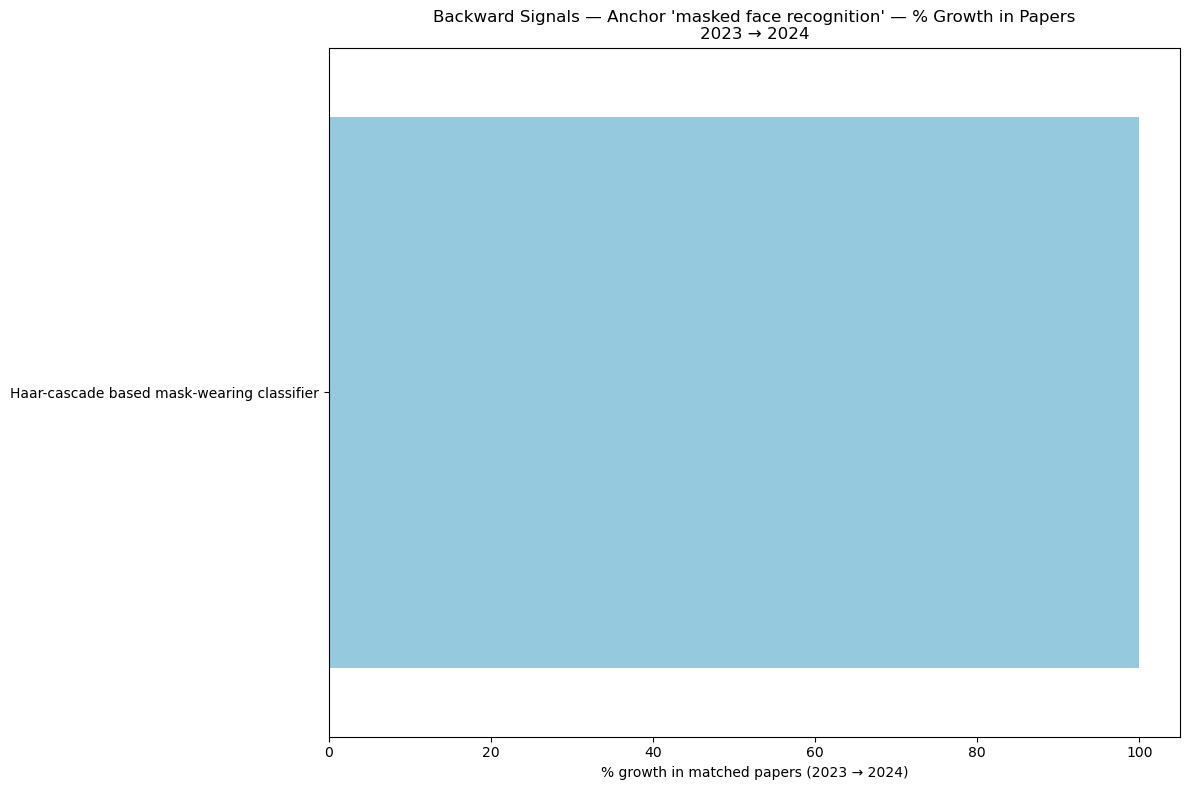 Backward Signals — Anchor 'masked face recognition' — % Growth in Papers
2023 → 2024
Haar-cascade based mask-wearing classifier
0 20 40 60 80 100
% growth in matched papers (2023 → 2024)